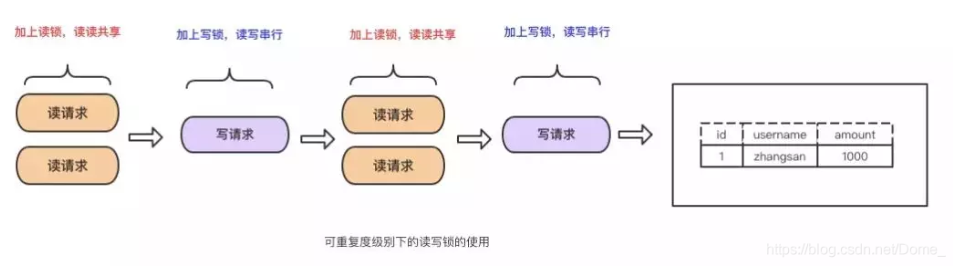 加上读锁，读读共享
加上写锁，读写串行
加上读锁，读读共享
加上写锁，读写串行
读请求
读请求
写请求
读请求
读请求
写请求
id username amount
1 zhangsan 1000
可重复度级别下的读写锁的使用
https://blog.csdn.net/Dome_